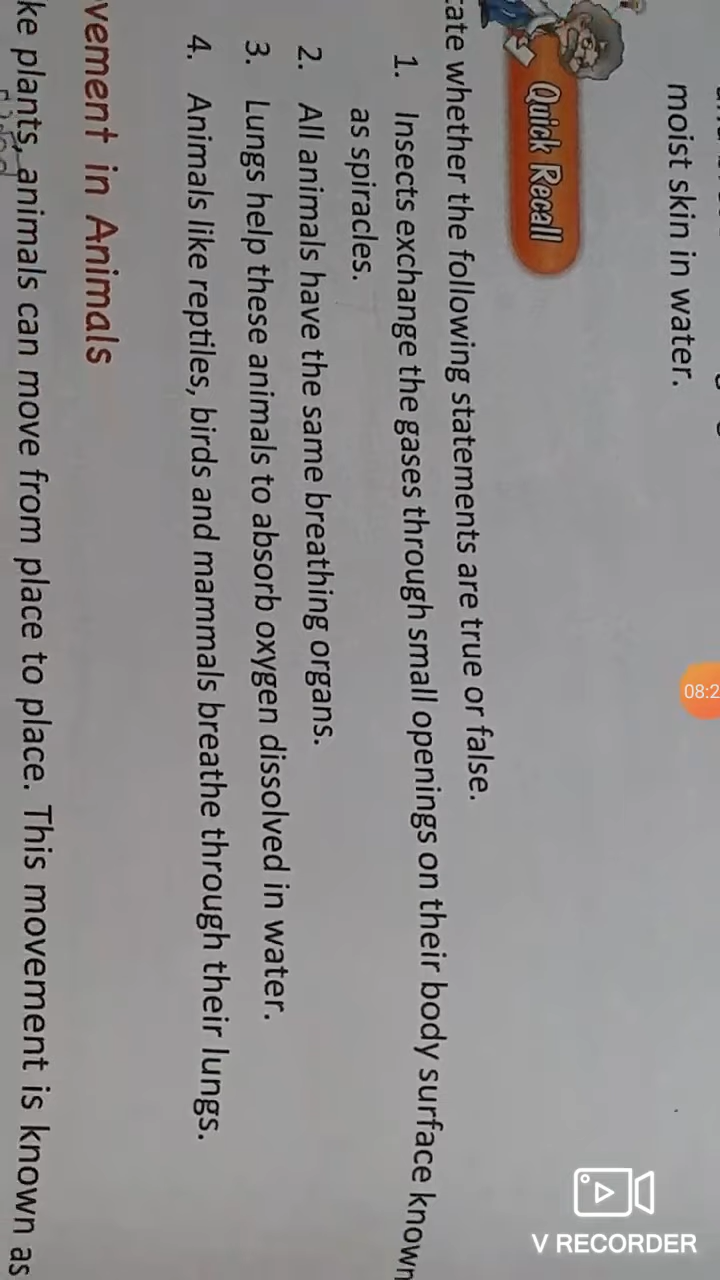 moist skin in water.
Quick Recall
whether the following statements are true or false.
1. Insects exchange the gases through small openings on their body surface known
as spiracles.
2. All animals have the same breathing organs.
3. Lungs help these animals to absorb oxygen dissolved in water.
4. Animals like reptiles, birds and mammals breathe through their lungs.
vement in Animals
ke plants, animals can move from place to place. This movement is known as
08:2
V RECORDER